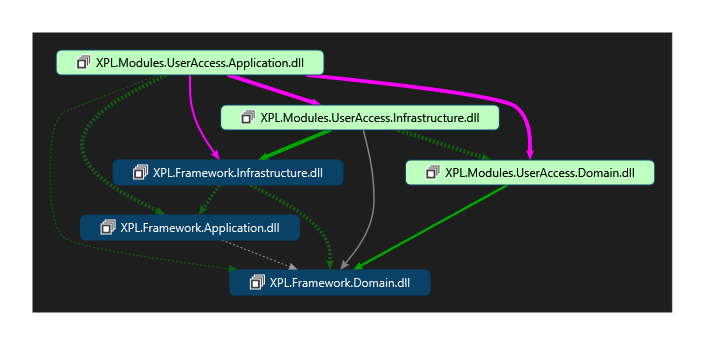 XPL.Modules.UserAccess.Application.dll
XPL.Modules.UserAccess.Infrastructure.dll
XPL.Framework.Infrastructure.dll
XPL.Modules.UserAccess.Domain.dll
XPL.Framework.Application.dll
XPL.Framework.Domain.dll